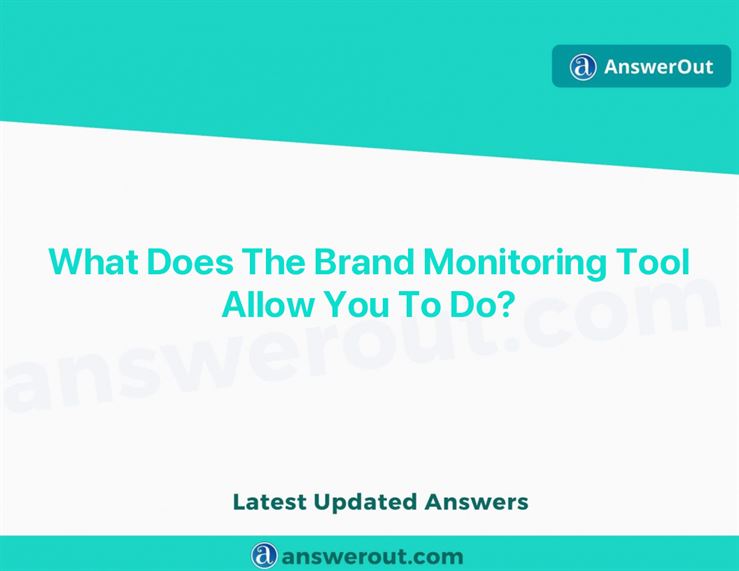 AnswerOut
What Does The Brand Monitoring Tool
Allow You To Do?
answerout.com
Latest Updated Answers
answerout.com